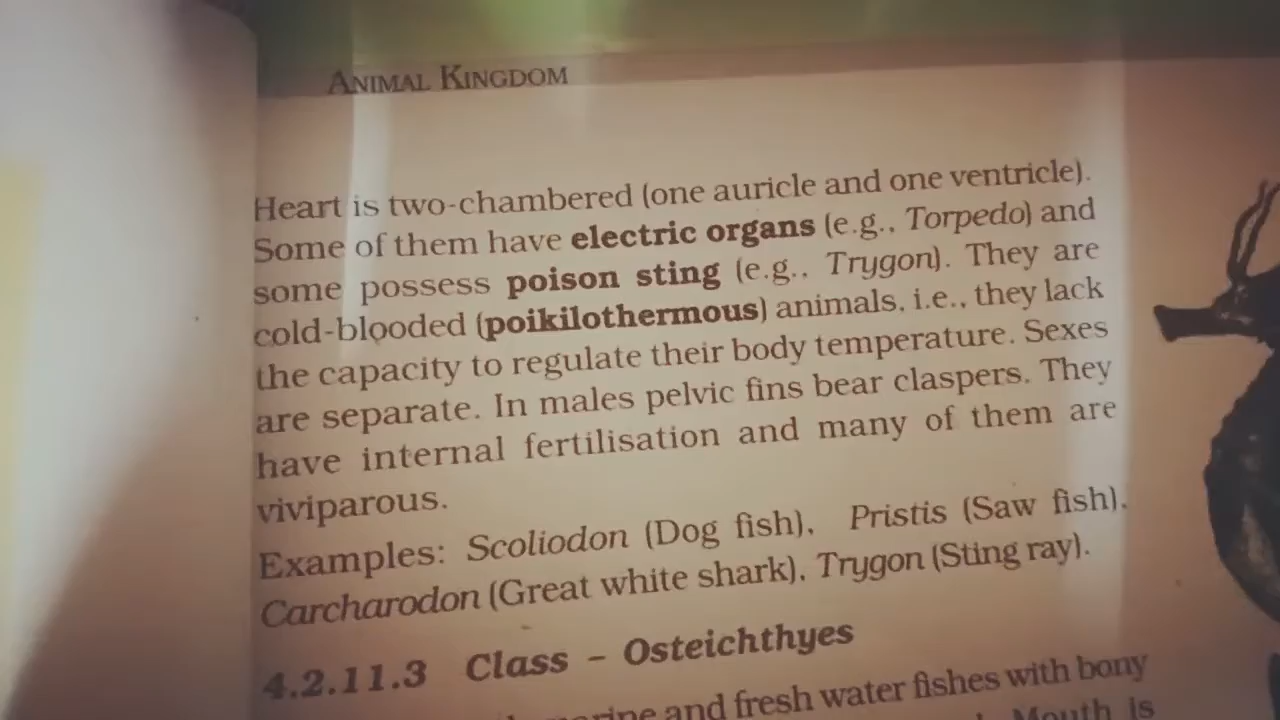 ANIMAL KINGDOM
Heart is two-chambered (one auricle and one ventricle).
Some of them have electric organs (e.g., Torpedo) and
some possess poison sting (e.g., Trygon). They are
cold-blooded (poikilothermous) animals, i.e., they lack
the capacity to regulate their body temperature. Sexes
are separate. In males pelvic fins bear claspers. They
have internal fertilisation and many of them are
viviparous.
Examples: Scoliodon (Dog fish), Pristis (Saw fish),
Carcharodon (Great white shark), Trygon (Sting ray).
4.2.11.3 Class – Osteichthyes
and fresh water fishes with bony
Mouth is